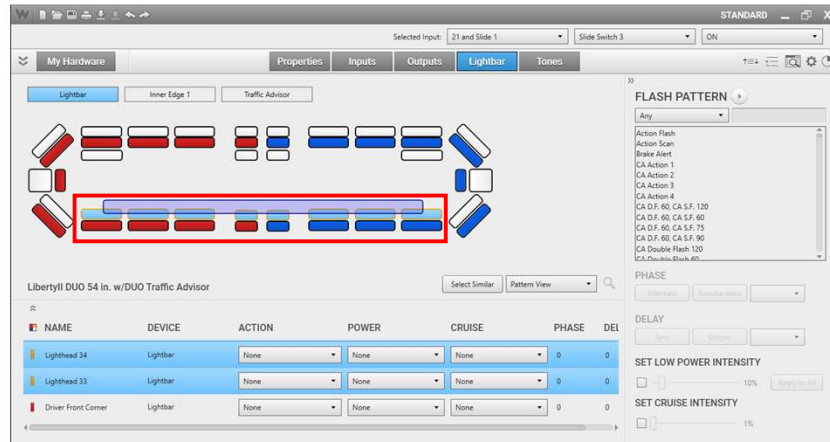 W STANDARD
Selected Input: 21 and Slide 1 Slide Switch 3 ON
My Hardware Properties Inputs Outputs Lightbar Tones
Lightbar Inner Edge 1 Traffic Advisor
FLASH PATTERN
Any
Action Flash
Action Scan
Brake Alert
CA Action 1
CA Action 2
CA Action 3
CA Action 4
CA D.F. 60, CA S.F. 120
CA D.F. 60, CA S.F. 60
CA D.F. 60, CA S.F. 75
CA D.F. 60, CA S.F. 90
CA Double Flash 120
CA Double Flash 60
LibertyII DUO 54 in. w/DUO Traffic Advisor Select Similar Pattern View
PHASE
Alternate Simultaneous
NAME DEVICE ACTION POWER CRUISE PHASE DEL
DELAY
Sync
Lighthead 34 Lightbar None None None 0 0
Lighthead 33 Lightbar None None None 0 0
Driver Front Corner Lightbar None None None 0 0
SET LOW POWER INTENSITY
10% Apply to All
SET CRUISE INTENSITY
1%